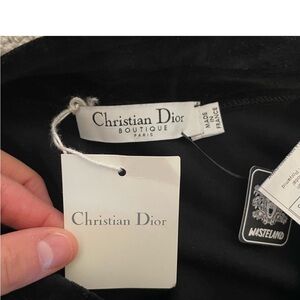 Christian Dior
BOUTIQUE
PARIS
MADE
IN
FRANCE
Christian Dior
WASTELAND